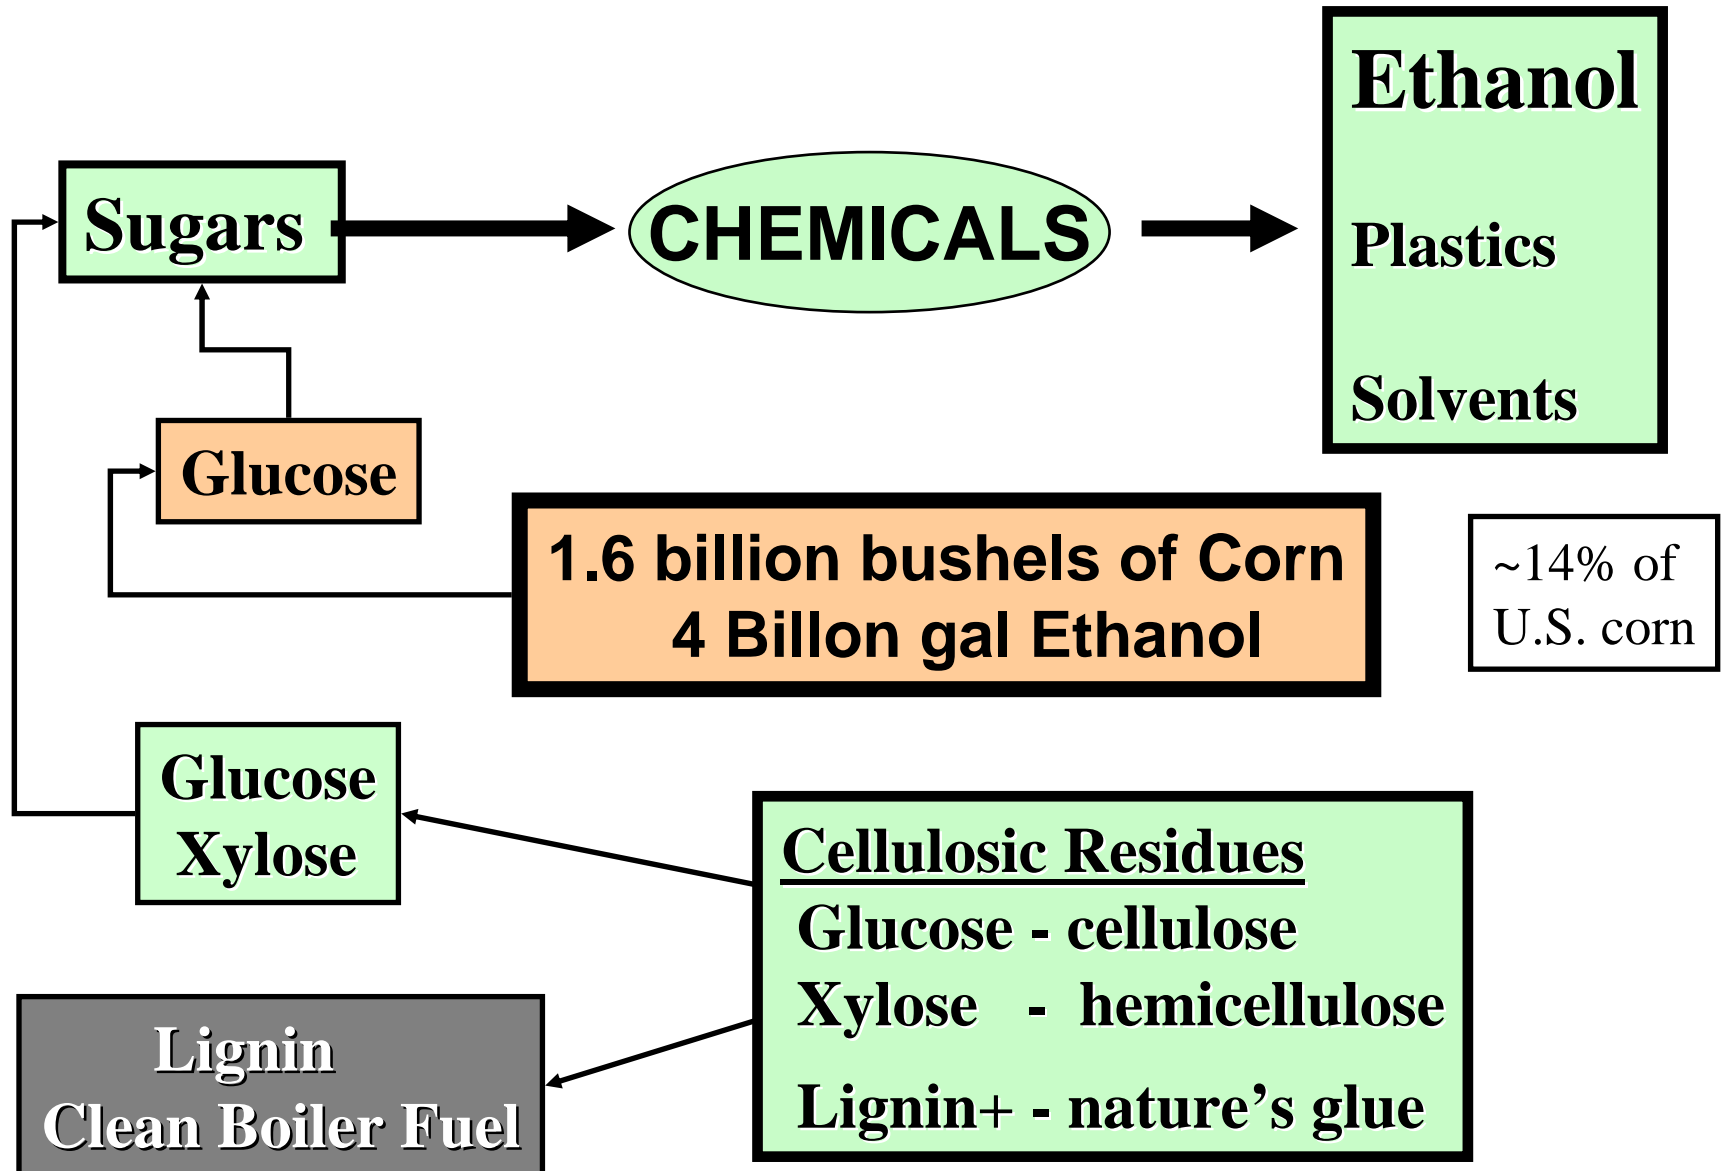 Ethanol
Sugars
CHEMICALS
Plastics
Solvents
Glucose
1.6 billion bushels of Corn
4 Billon gal Ethanol
~14% of
U.S. corn
Glucose
Xylose
Cellulosic Residues
Glucose - cellulose
Xylose - hemicellulose
Lignin+ - nature’s glue
Lignin
Clean Boiler Fuel